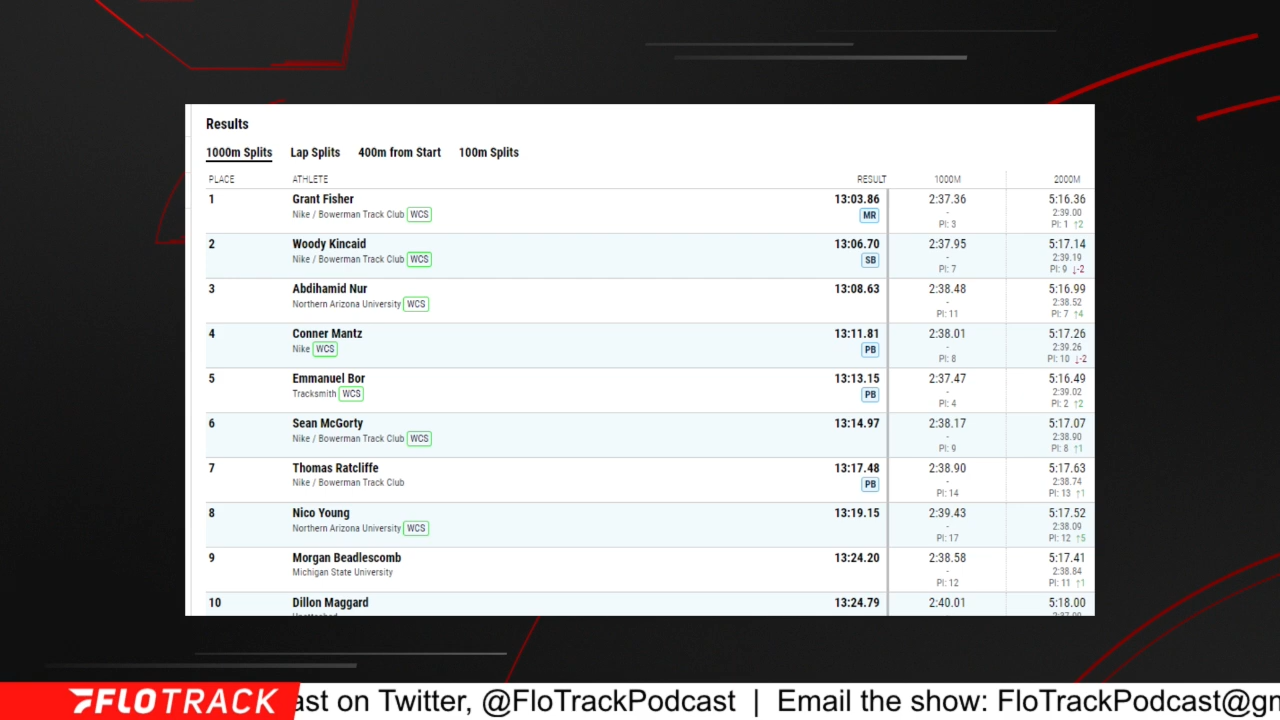 Results
1000m Splits Lap Splits 400m from Start 100m Splits
PLACE ATHLETE RESULT 1000M 2000M
1 Grant Fisher 13:03.86 2:37.36 5:16.36
Nike / Bowerman Track Club WCS MR - 2:39.00
Pl: 3 Pl: 1 ↑2
2 Woody Kincaid 13:06.70 2:37.95 5:17.14
Nike / Bowerman Track Club WCS SB - 2:39.19
Pl: 7 Pl: 9 ↓-2
3 Abdihamid Nur 13:08.63 2:38.48 5:16.99
Northern Arizona University WCS - 2:38.52
Pl: 11 Pl: 7 ↑4
4 Conner Mantz 13:11.81 2:38.01 5:17.26
Nike WCS PB - 2:39.26
Pl: 8 Pl: 10 ↓-2
5 Emmanuel Bor 13:13.15 2:37.47 5:16.49
Tracksmith WCS PB - 2:39.02
Pl: 4 Pl: 2 ↑2
6 Sean McGorty 13:14.97 2:38.17 5:17.07
Nike / Bowerman Track Club WCS - 2:38.90
Pl: 9 Pl: 8 ↑1
7 Thomas Ratcliffe 13:17.48 2:38.90 5:17.63
Nike / Bowerman Track Club PB - 2:38.74
Pl: 14 Pl: 13 ↑1
8 Nico Young 13:19.15 2:39.43 5:17.52
Northern Arizona University WCS - 2:38.09
Pl: 17 Pl: 12 ↑5
9 Morgan Beadlescomb 13:24.20 2:38.58 5:17.41
Michigan State University - 2:38.84
Pl: 12 Pl: 11 ↑1
10 Dillon Maggard 13:24.79 2:40.01 5:18.00
FLOTRACK ast on Twitter, @FloTrackPodcast | Email the show: FloTrackPodcast@gm